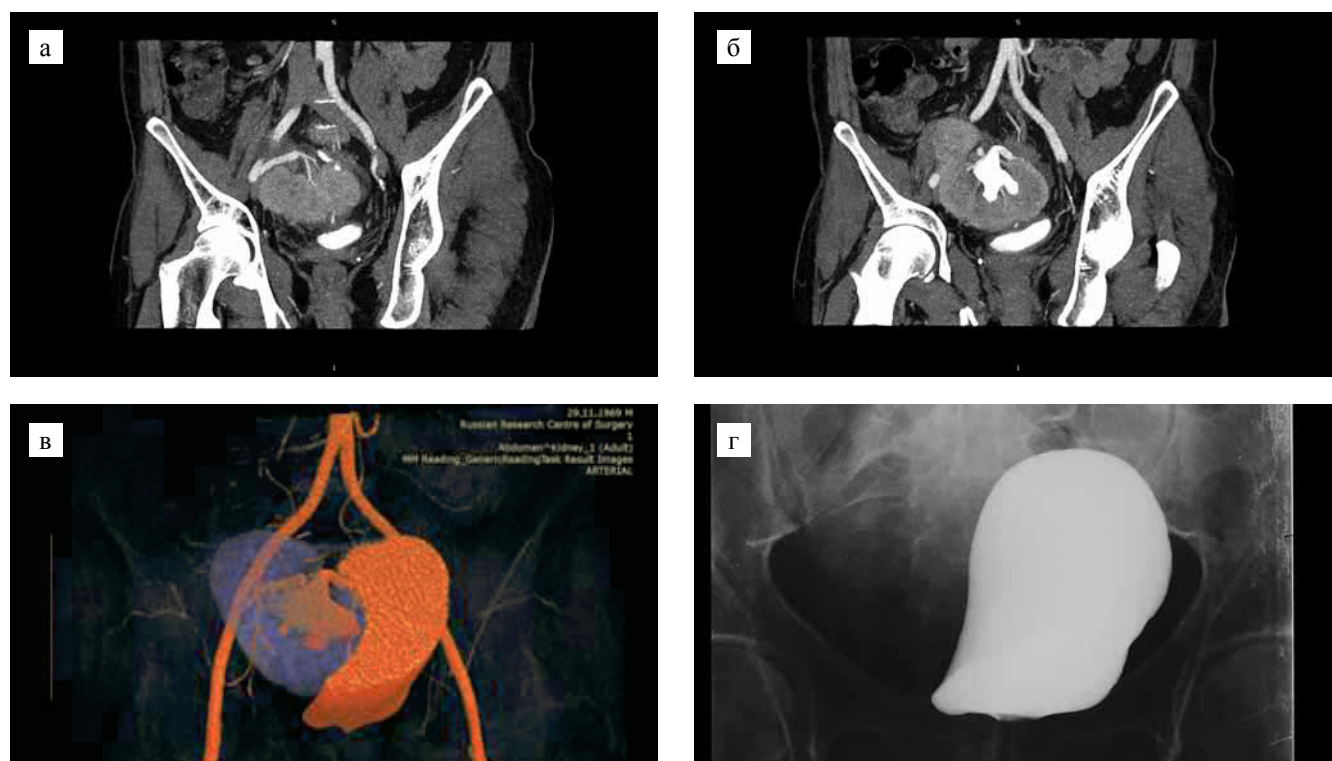 а
б
в
29.11.1969 M
Russian Research Centre of Surgery
1
Abdomen^Kidney_1 (Adult)
MM Reading_GenericReadingTask Result Images
ARTERIAL
г